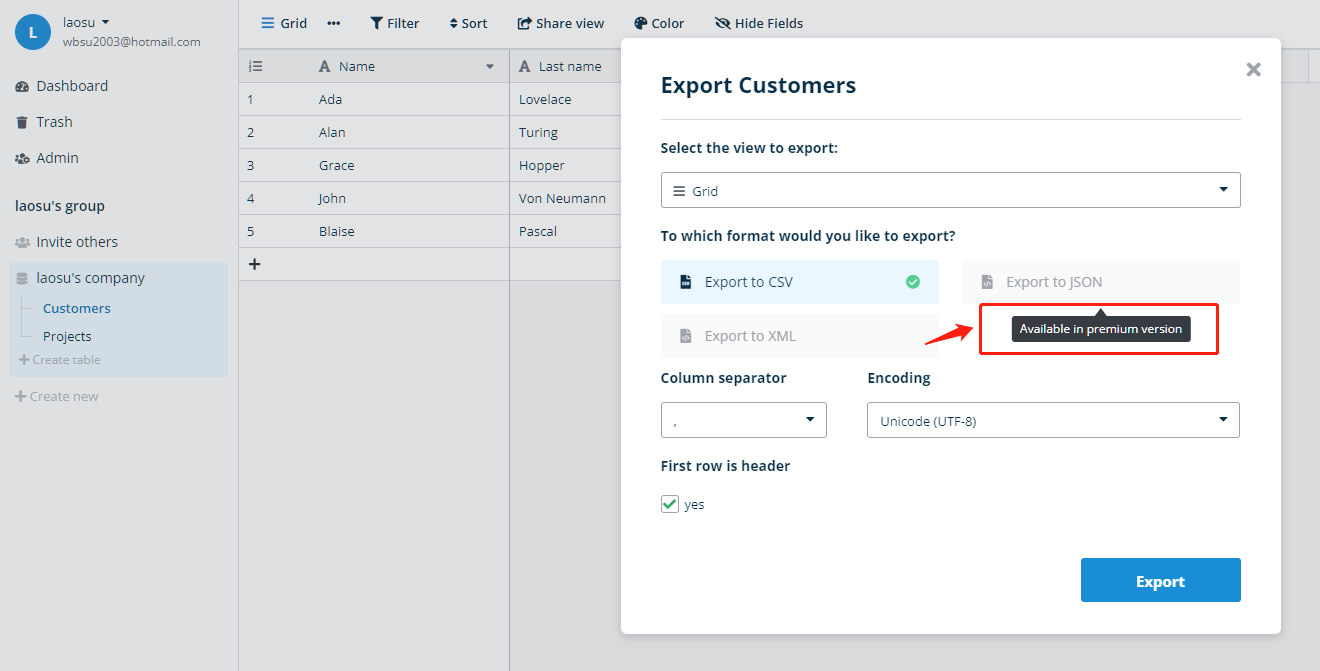 L
laosu
wbsu2003@hotmail.com
Dashboard
Trash
Admin
laosu's group
Invite others
laosu's company
Customers
Projects
+ Create table
+ Create new
Grid
Filter
Sort
Share view
Color
Hide Fields
A Name
A Last name
1 Ada Lovelace
2 Alan Turing
3 Grace Hopper
4 John Von Neumann
5 Blaise Pascal
+
Export Customers
Select the view to export:
Grid
To which format would you like to export?
Export to CSV
Export to JSON
Available in premium version
Export to XML
Column separator
Encoding
,
Unicode (UTF-8)
First row is header
yes
Export